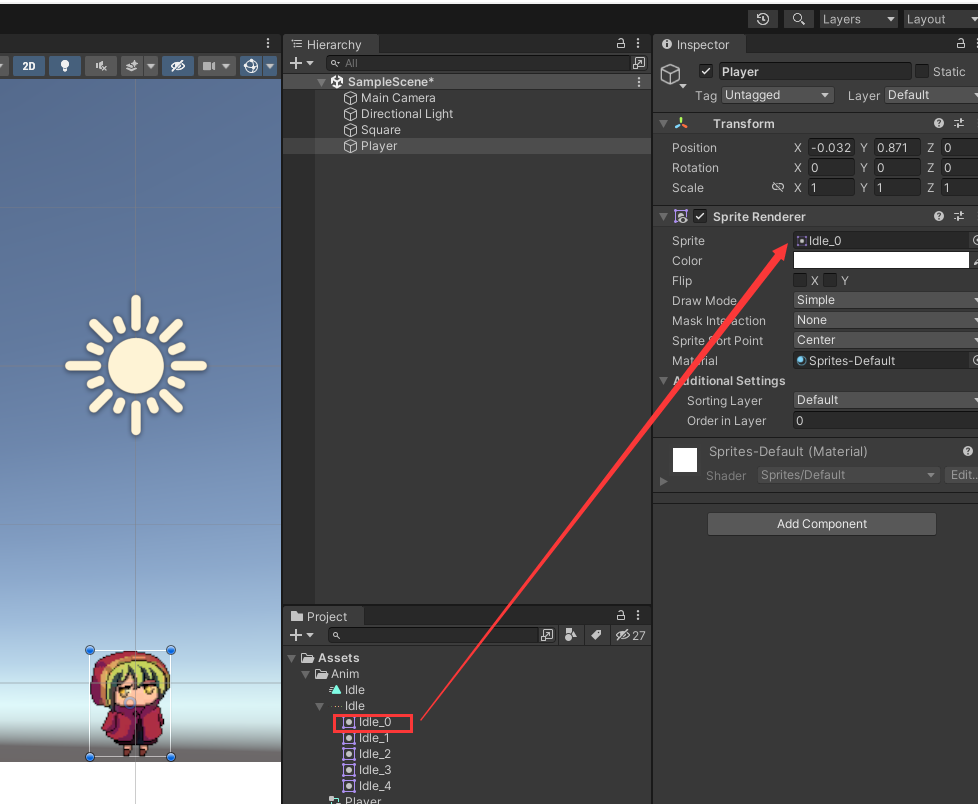 Layers
Layout
2D
Hierarchy
All
SampleScene*
Main Camera
Directional Light
Square
Player
Project
27
Assets
Anim
Idle
Idle
Idle_0
Idle_1
Idle_2
Idle_3
Idle_4
Player
Inspector
Player
Static
Tag Untagged Layer Default
Transform
Position X -0.032 Y 0.871 Z 0
Rotation X 0 Y 0 Z 0
Scale X 1 Y 1 Z 1
Sprite Renderer
Sprite Idle_0
Color
Flip X Y
Draw Mode Simple
Mask Interaction None
Sprite Sort Point Center
Material Sprites-Default
Additional Settings
Sorting Layer Default
Order in Layer 0
Sprites-Default (Material)
Shader Sprites/Default Edit..
Add Component